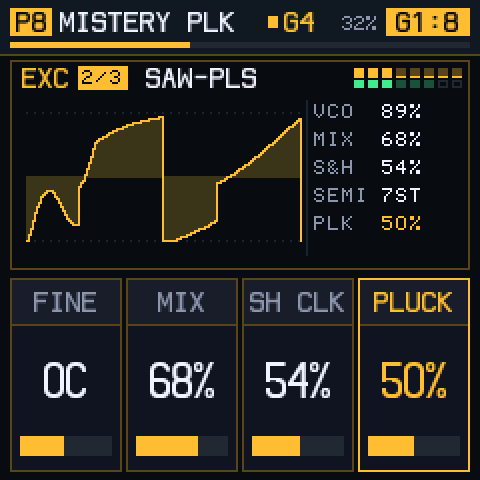 P8 MISTERY PLK G4 32% G1:8
EXC 2/3 SAW-PLS
VCO 89%
MIX 68%
S&H 54%
SEMI 7ST
PLK 50%
FINE MIX SH CLK PLUCK
0C 68% 54% 50%